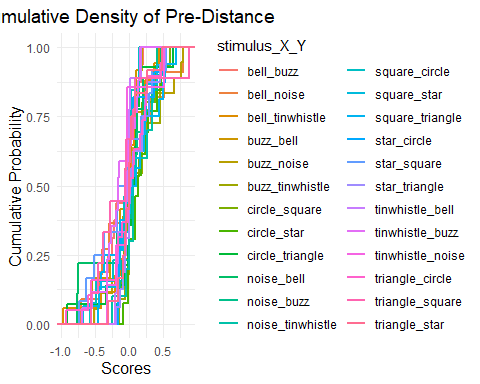 mulative Density of Pre-Distance
Cumulative Probability
1.00
0.75
0.50
0.25
0.00
-1.0 -0.5 0.0 0.5
Scores
stimulus_X_Y
bell_buzz
bell_noise
bell_tinwhistle
buzz_bell
buzz_noise
buzz_tinwhistle
circle_square
circle_star
circle_triangle
noise_bell
noise_buzz
noise_tinwhistle
square_circle
square_star
square_triangle
star_circle
star_square
star_triangle
tinwhistle_bell
tinwhistle_buzz
tinwhistle_noise
triangle_circle
triangle_square
triangle_star